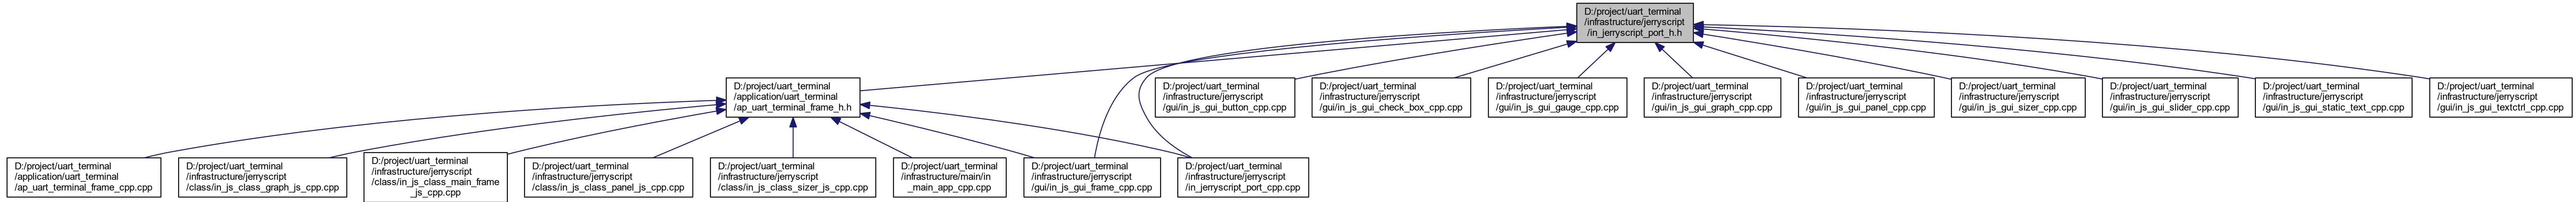 D:/project/uart_terminal
/infrastructure/jerryscript
/in_jerryscript_port_h.h
D:/project/uart_terminal
/application/uart_terminal
/ap_uart_terminal_frame_h.h
D:/project/uart_terminal
/infrastructure/jerryscript
/gui/in_js_gui_button_cpp.cpp
D:/project/uart_terminal
/infrastructure/jerryscript
/gui/in_js_gui_check_box_cpp.cpp
D:/project/uart_terminal
/infrastructure/jerryscript
/gui/in_js_gui_gauge_cpp.cpp
D:/project/uart_terminal
/infrastructure/jerryscript
/gui/in_js_gui_graph_cpp.cpp
D:/project/uart_terminal
/infrastructure/jerryscript
/gui/in_js_gui_panel_cpp.cpp
D:/project/uart_terminal
/infrastructure/jerryscript
/gui/in_js_gui_sizer_cpp.cpp
D:/project/uart_terminal
/infrastructure/jerryscript
/gui/in_js_gui_slider_cpp.cpp
D:/project/uart_terminal
/infrastructure/jerryscript
/gui/in_js_gui_static_text_cpp.cpp
D:/project/uart_terminal
/infrastructure/jerryscript
/gui/in_js_gui_textctrl_cpp.cpp
D:/project/uart_terminal
/application/uart_terminal
/ap_uart_terminal_frame_cpp.cpp
D:/project/uart_terminal
/infrastructure/jerryscript
/class/in_js_class_graph_js_cpp.cpp
D:/project/uart_terminal
/infrastructure/jerryscript
/class/in_js_class_main_frame
_js_cpp.cpp
D:/project/uart_terminal
/infrastructure/jerryscript
/class/in_js_class_panel_js_cpp.cpp
D:/project/uart_terminal
/infrastructure/jerryscript
/class/in_js_class_sizer_js_cpp.cpp
D:/project/uart_terminal
/infrastructure/main/in
_main_app_cpp.cpp
D:/project/uart_terminal
/infrastructure/jerryscript
/gui/in_js_gui_frame_cpp.cpp
D:/project/uart_terminal
/infrastructure/jerryscript
/in_jerryscript_port_cpp.cpp